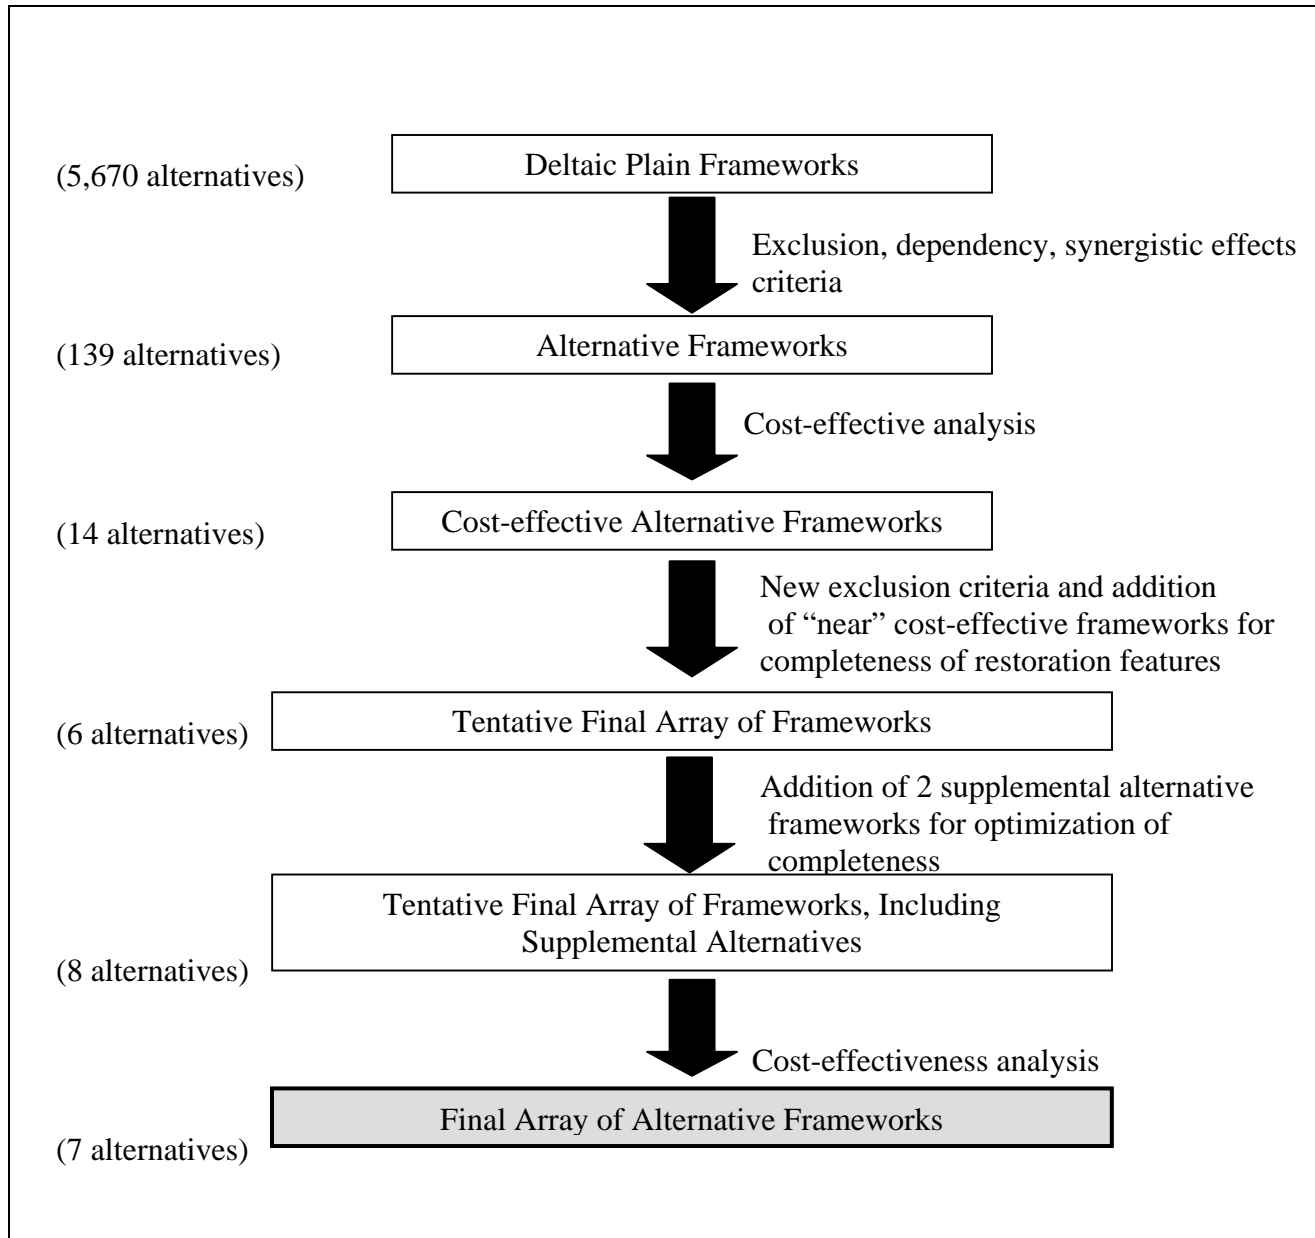 (5,670 alternatives)
Deltaic Plain Frameworks
Exclusion, dependency, synergistic effects
criteria
(139 alternatives)
Alternative Frameworks
Cost-effective analysis
(14 alternatives)
Cost-effective Alternative Frameworks
New exclusion criteria and addition
of “near” cost-effective frameworks for
completeness of restoration features
(6 alternatives)
Tentative Final Array of Frameworks
Addition of 2 supplemental alternative
frameworks for optimization of
completeness
(8 alternatives)
Tentative Final Array of Frameworks, Including
Supplemental Alternatives
Cost-effectiveness analysis
(7 alternatives)
Final Array of Alternative Frameworks